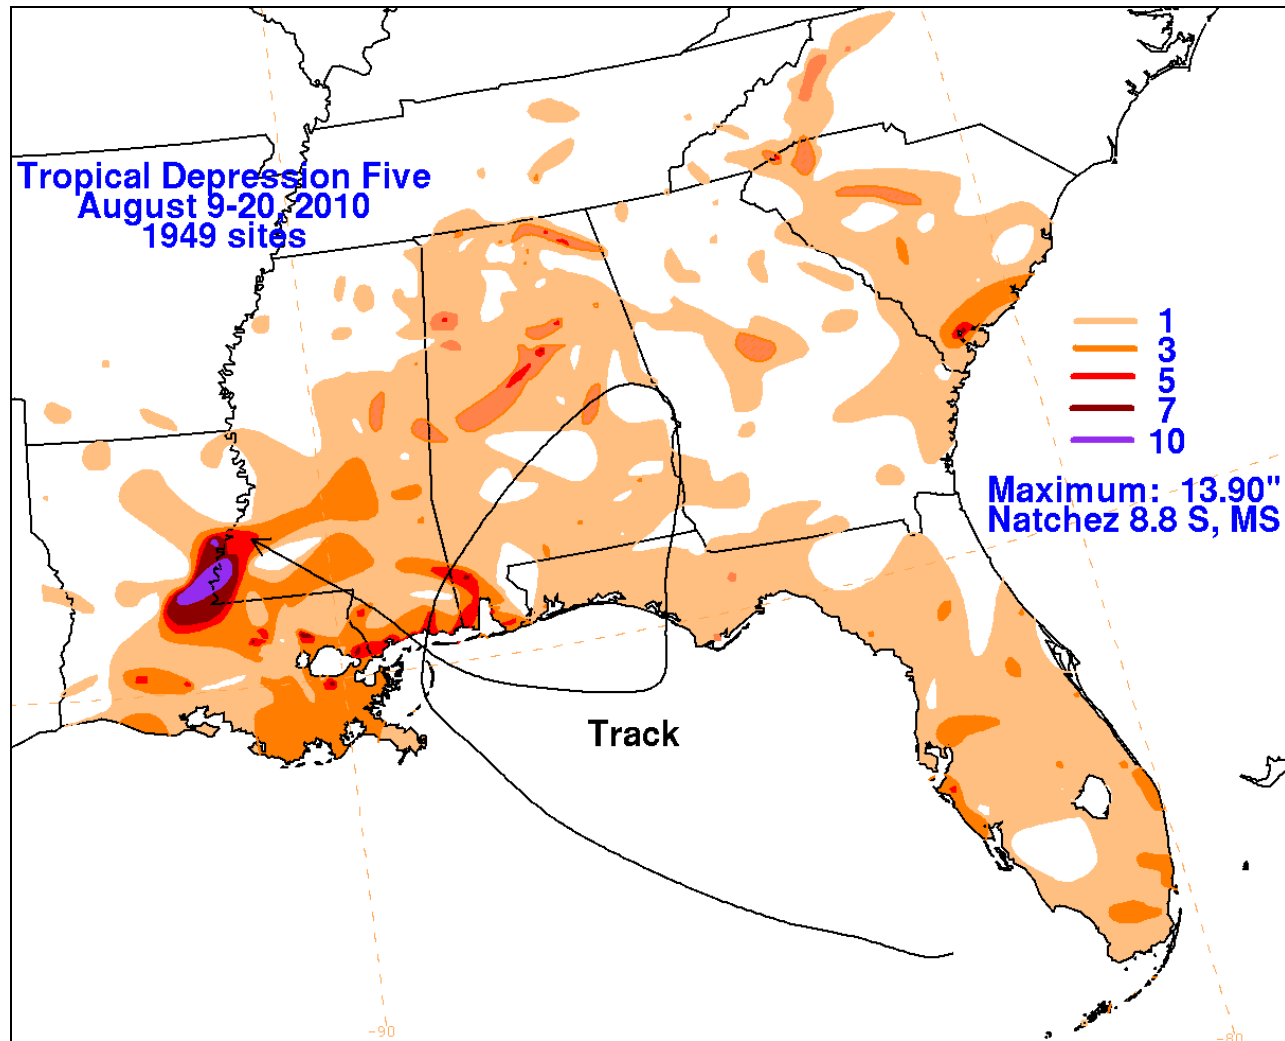 Tropical Depression Five
August 9-20, 2010
1949 sites
1
3
5
7
10
Maximum: 13.90"
Natchez 8.8 S, MS
Track
-90
-80